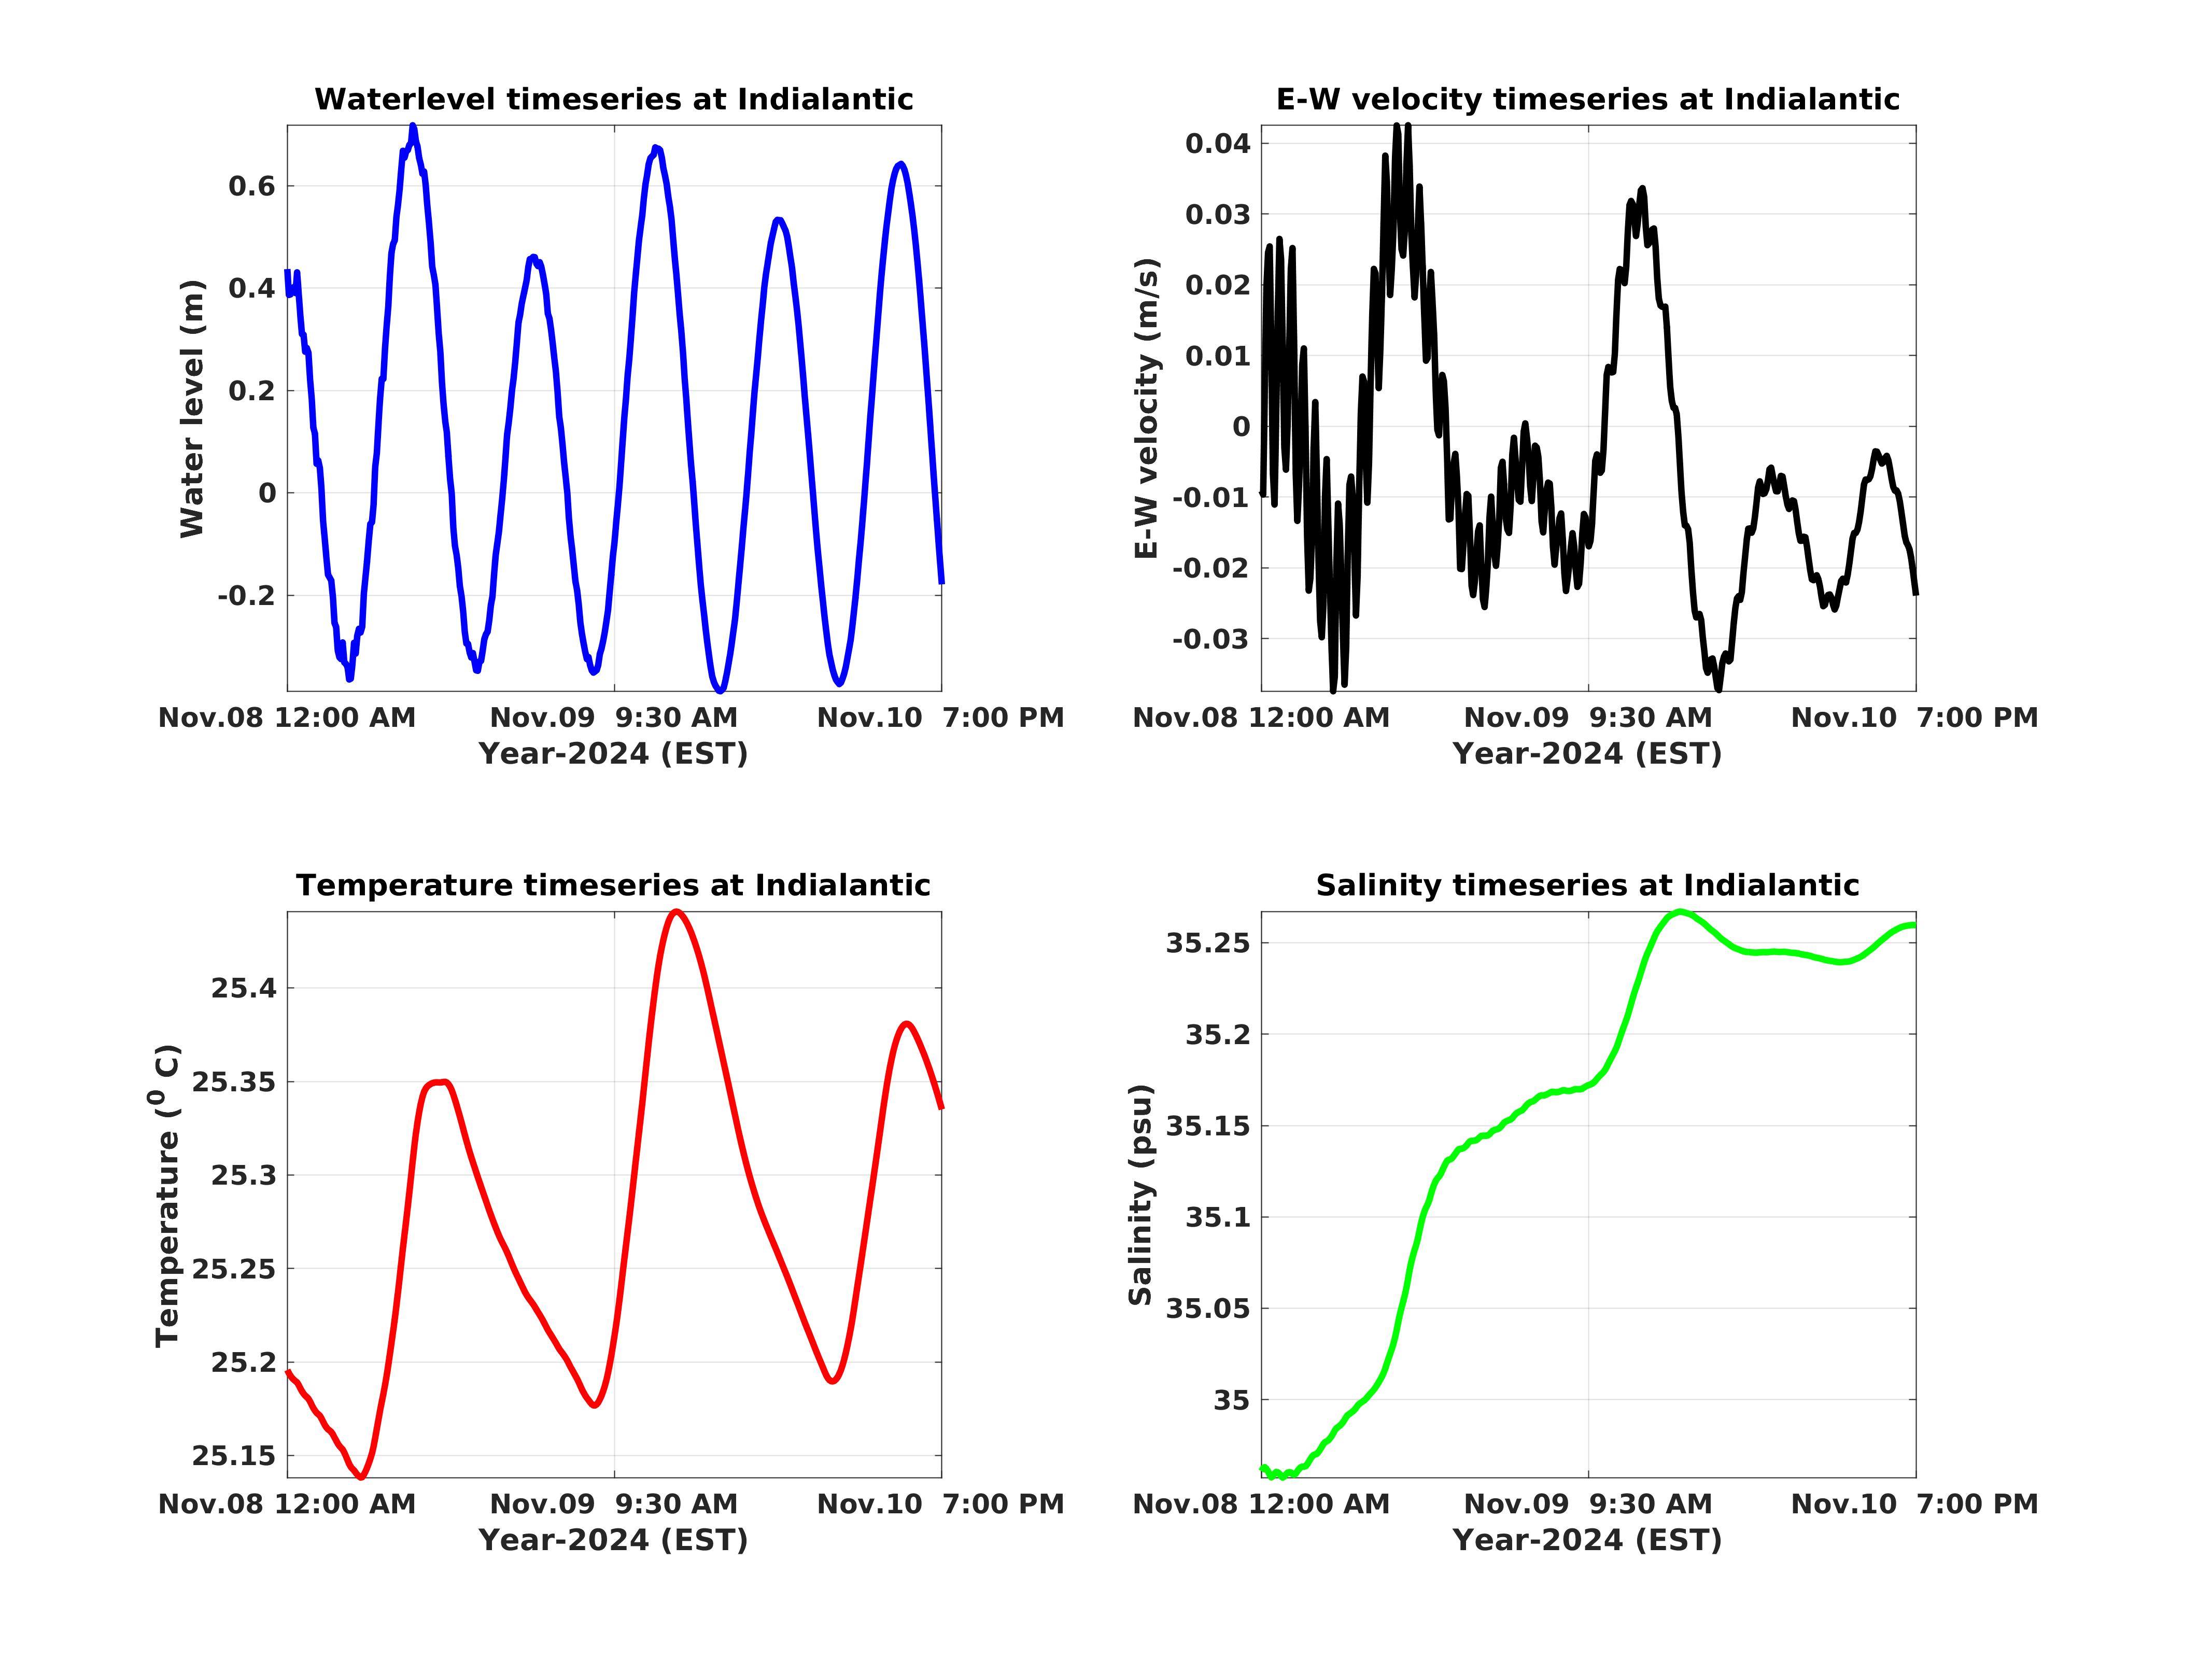 Waterlevel timeseries at Indialantic
0.6
0.4
0.2
0
-0.2
Water level (m)
Nov.08 12:00 AM
Nov.09 9:30 AM
Nov.10 7:00 PM
Year-2024 (EST)
E-W velocity timeseries at Indialantic
0.04
0.03
0.02
0.01
0
-0.01
-0.02
-0.03
E-W velocity (m/s)
Nov.08 12:00 AM
Nov.09 9:30 AM
Nov.10 7:00 PM
Year-2024 (EST)
Temperature timeseries at Indialantic
25.4
25.35
25.3
25.25
25.2
25.15
Temperature (⁰ C)
Nov.08 12:00 AM
Nov.09 9:30 AM
Nov.10 7:00 PM
Year-2024 (EST)
Salinity timeseries at Indialantic
35.25
35.2
35.15
35.1
35.05
35
Salinity (psu)
Nov.08 12:00 AM
Nov.09 9:30 AM
Nov.10 7:00 PM
Year-2024 (EST)